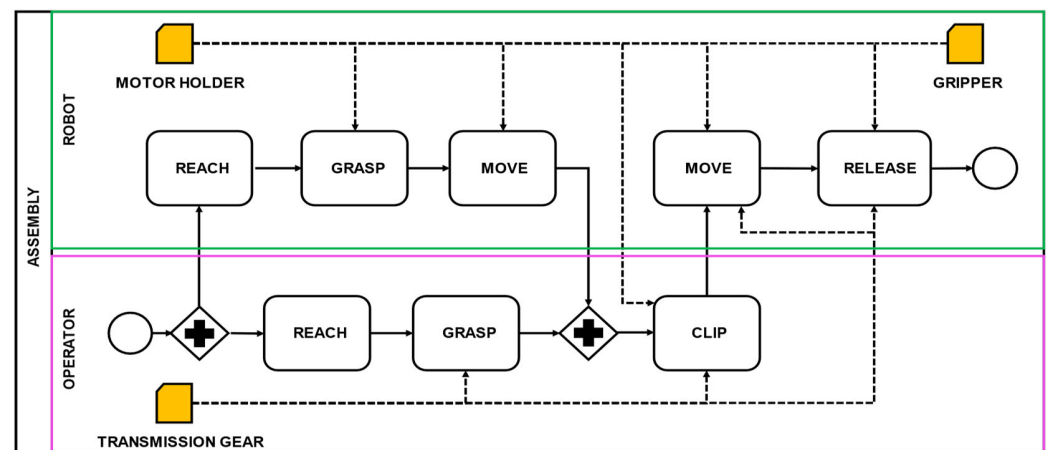 ASSEMBLY
ROBOT
MOTOR HOLDER
GRIPPER
REACH
GRASP
MOVE
MOVE
RELEASE
OPERATOR
REACH
GRASP
CLIP
TRANSMISSION GEAR